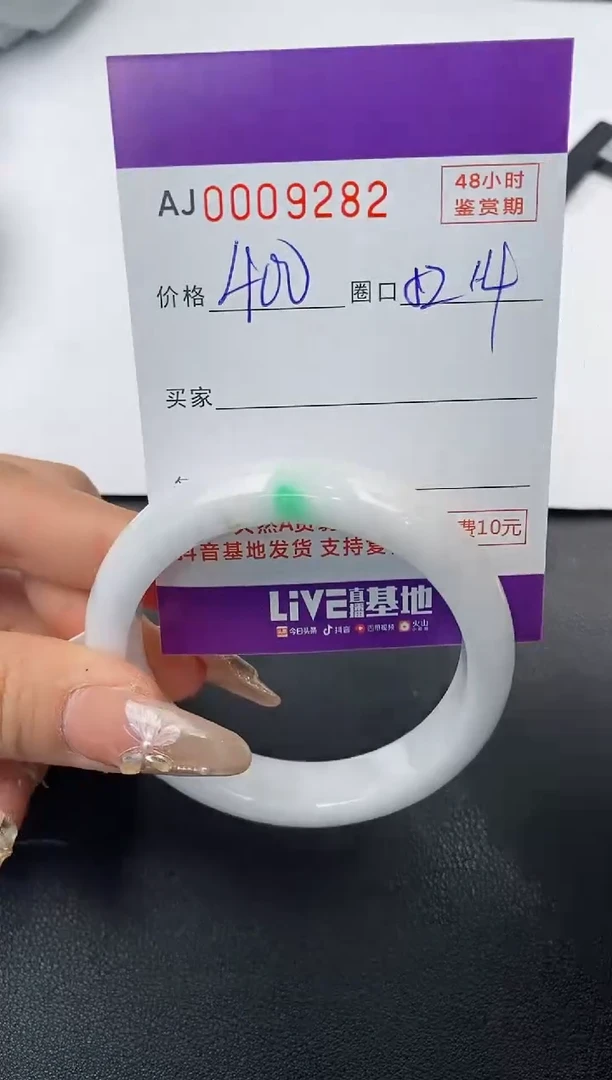 AJ0009282
48小时
鉴赏期
价格 400 圈口
买家
天然A货
抖音基地发货 支持复
费10元
LiVE直播基地
今日头条 抖音 西瓜视频 火山